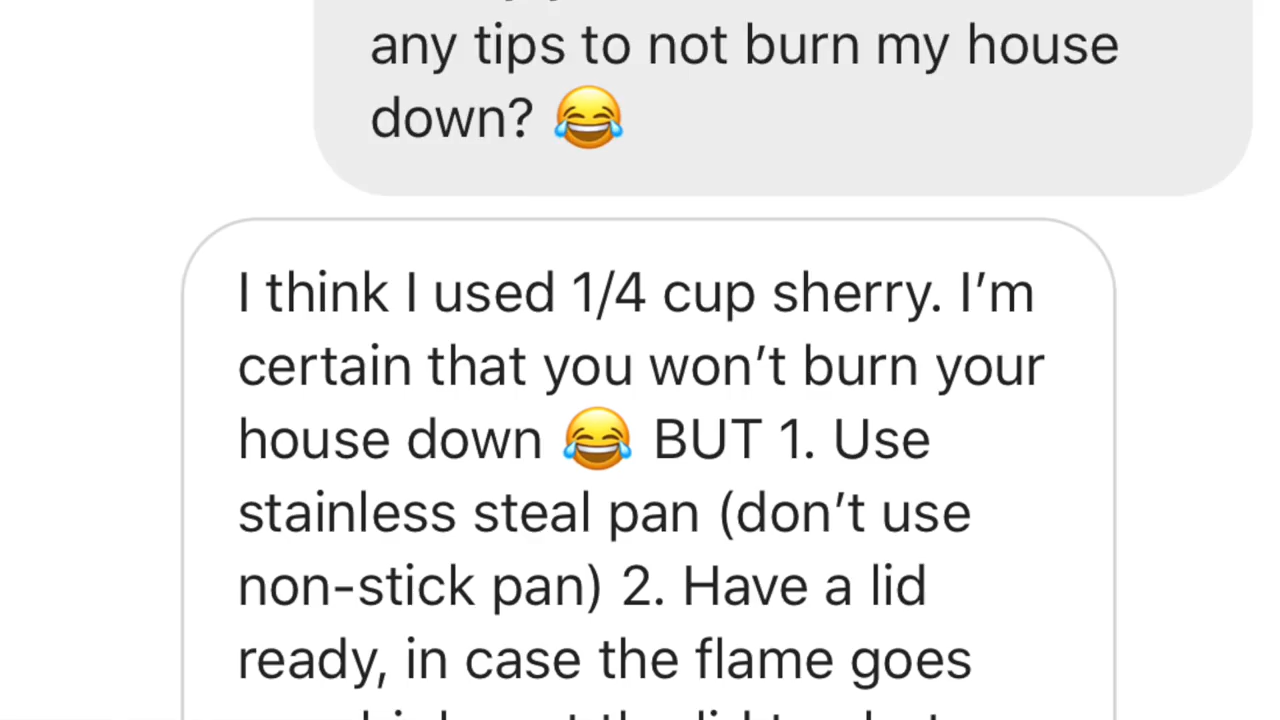 any tips to not burn my house
down? 😂
I think I used 1/4 cup sherry. I’m
certain that you won’t burn your
house down 😂 BUT 1. Use
stainless steal pan (don’t use
non-stick pan) 2. Have a lid
ready, in case the flame goes